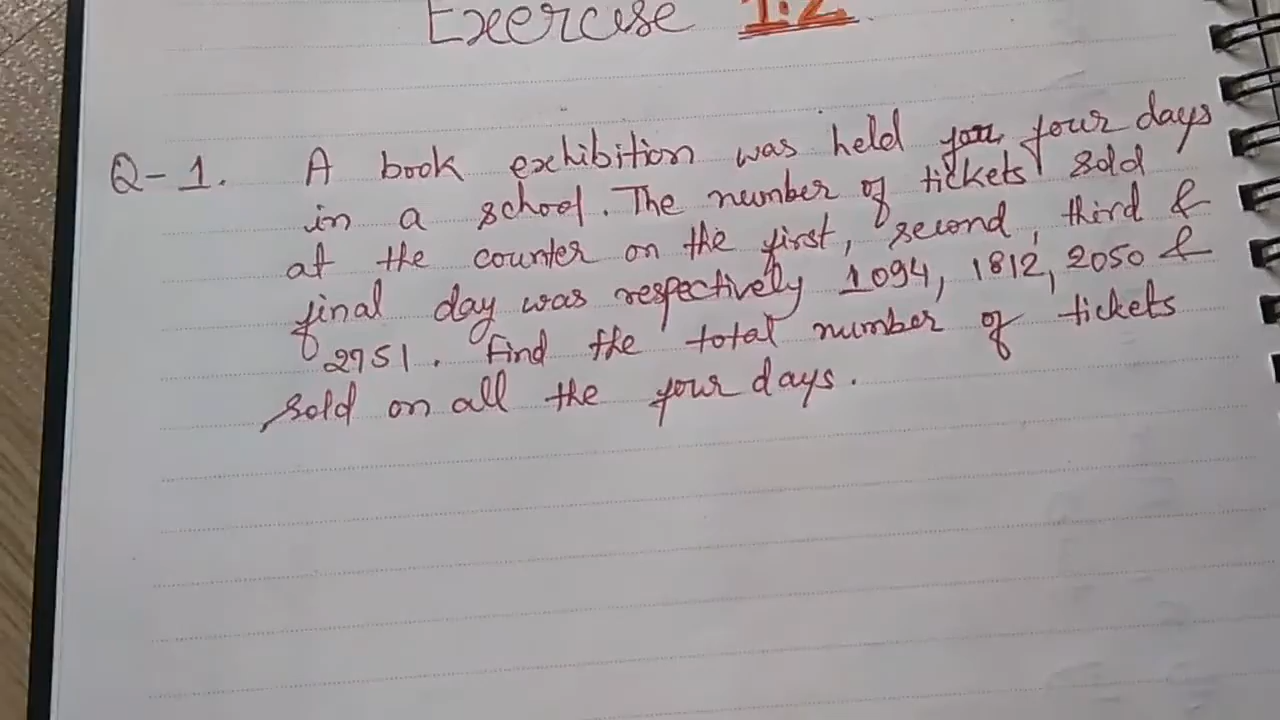 Exercise 1.2
Q-1. A book exhibition was held for four days
in a school. The number of tickets sold
at the counter on the first, second, third &
final day was respectively 1094, 1812, 2050 &
2751. Find the total number of tickets
sold on all the four days.